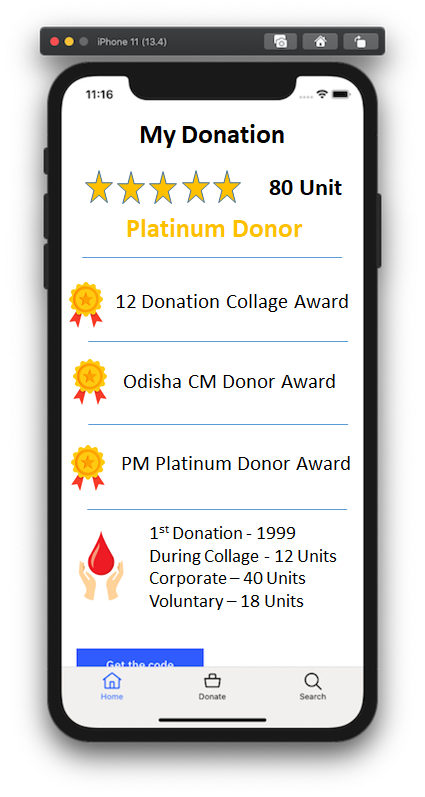 iPhone 11 (13.4)
11:16
My Donation
80 Unit
Platinum Donor
12 Donation Collage Award
Odisha CM Donor Award
PM Platinum Donor Award
1st Donation - 1999
During Collage - 12 Units
Corporate – 40 Units
Voluntary – 18 Units
Get the code
Home
Donate
Search